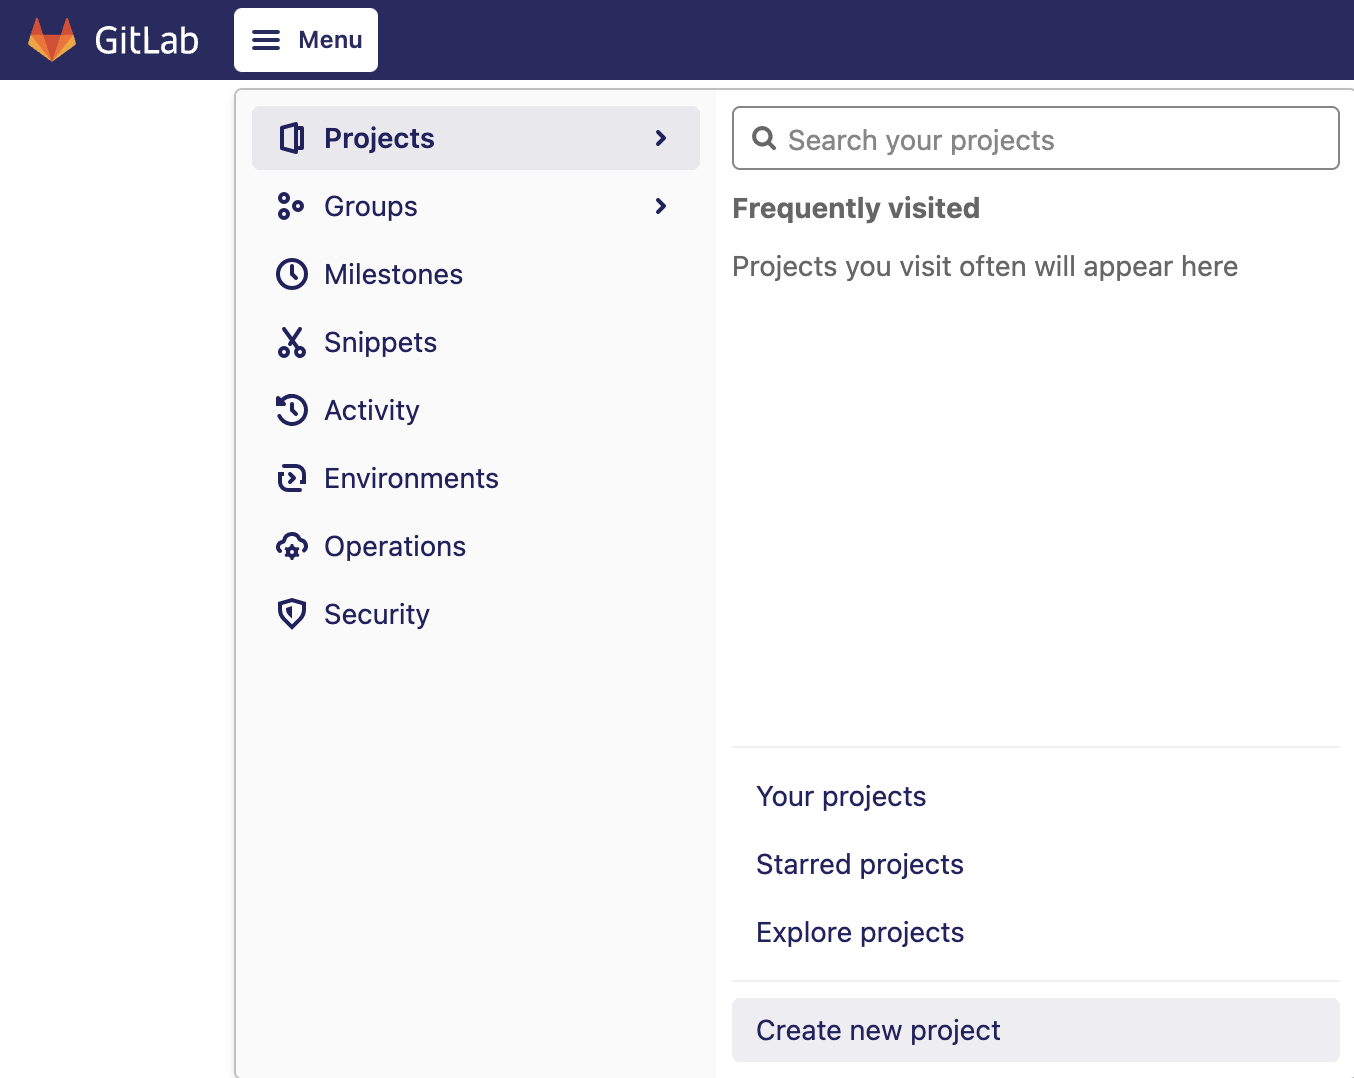 GitLab
Menu
Projects
Groups
Milestones
Snippets
Activity
Environments
Operations
Security
Search your projects
Frequently visited
Projects you visit often will appear here
Your projects
Starred projects
Explore projects
Create new project